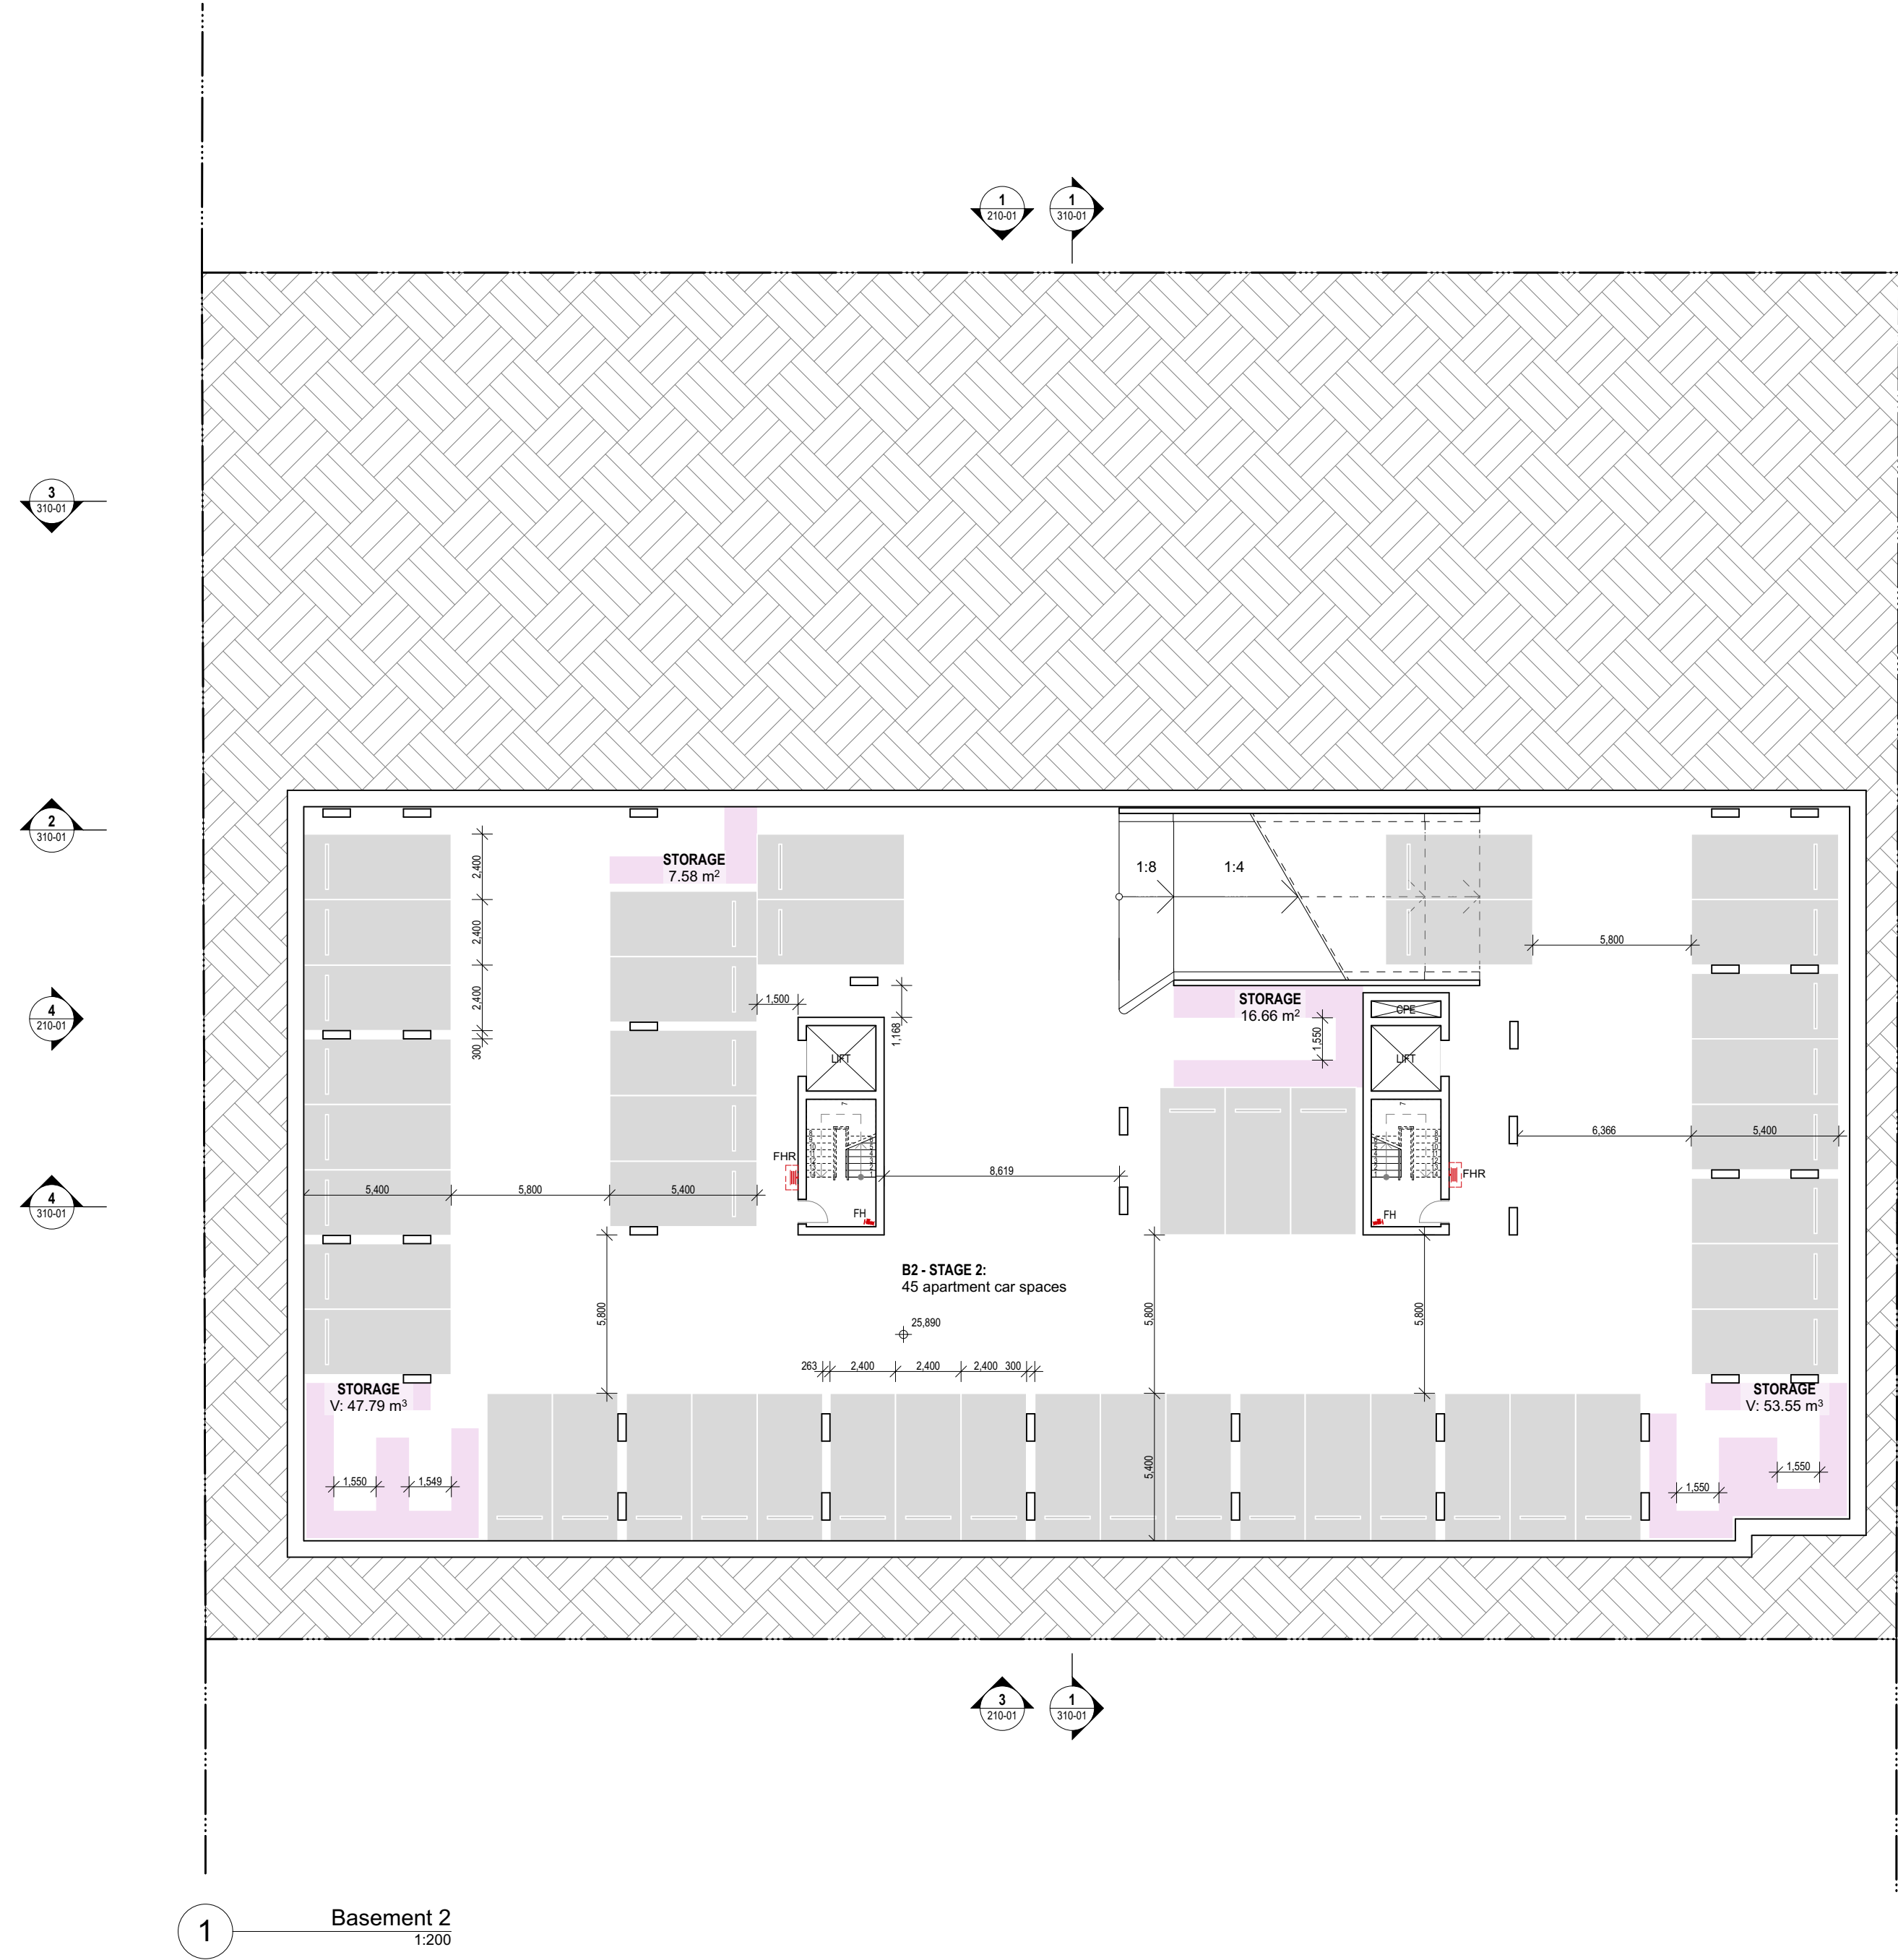 1
210-01
1
310-01
3
310-01
2
310-01
4
210-01
4
310-01
2,400
2,400
2,400
300
STORAGE
7.58 m²
1:8
1:4
5,800
1,500
1,168
STORAGE
16.66 m²
1,550
CPE
LIFT
LIFT
6,366
5,400
FHR
FHR
8,619
5,400
5,800
5,400
FH
FH
B2 - STAGE 2:
45 apartment car spaces
25,890
5,800
5,800
5,800
263
2,400
2,400
2,400
300
STORAGE
V: 47.79 m³
STORAGE
V: 53.55 m³
5,400
1,550
1,549
1,550
1,550
3
210-01
1
310-01
1
Basement 2
1:200